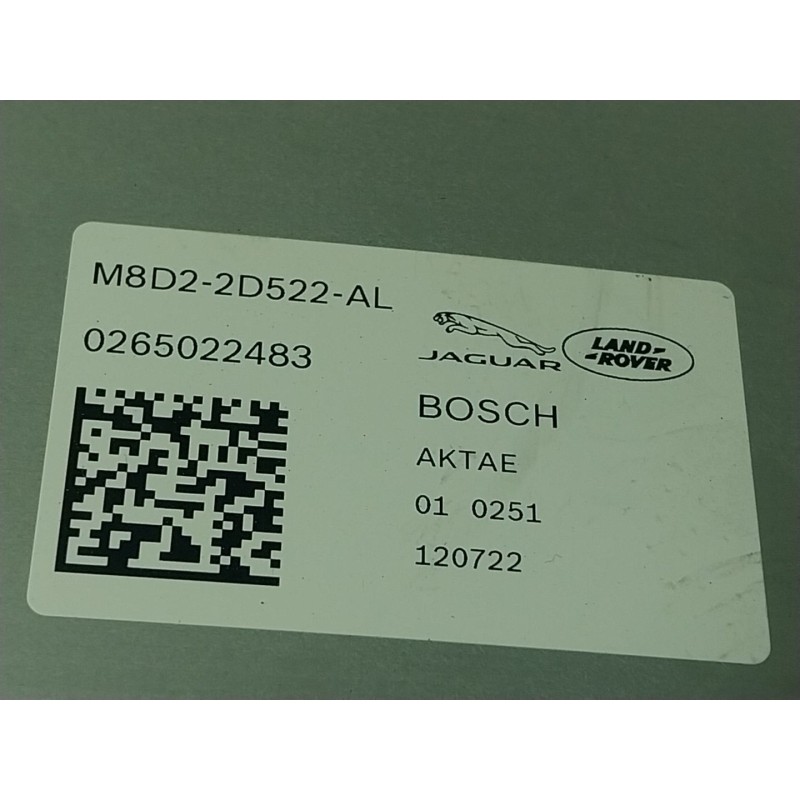 M8D2-2D522-AL
0265022483
JAGUAR
LAND-
-ROVER
BOSCH
AKTAE
01 0251
120722